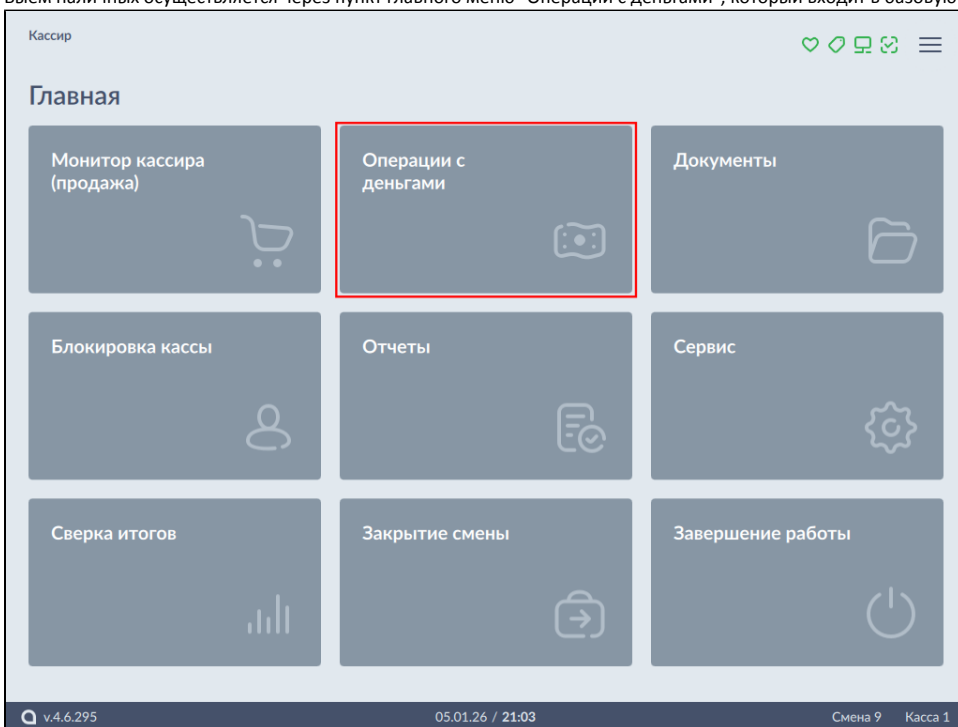 Выем наличных осуществляется через пункт главного меню "Операции с деньгами", который входит в базовую
Кассир
Главная
Монитор кассира
(продажа)
Операции с
деньгами
Документы
Блокировка кассы
Отчеты
Сервис
Сверка итогов
Закрытие смены
Завершение работы
v.4.6.295
05.01.26 / 21:03
Смена 9
Касса 1